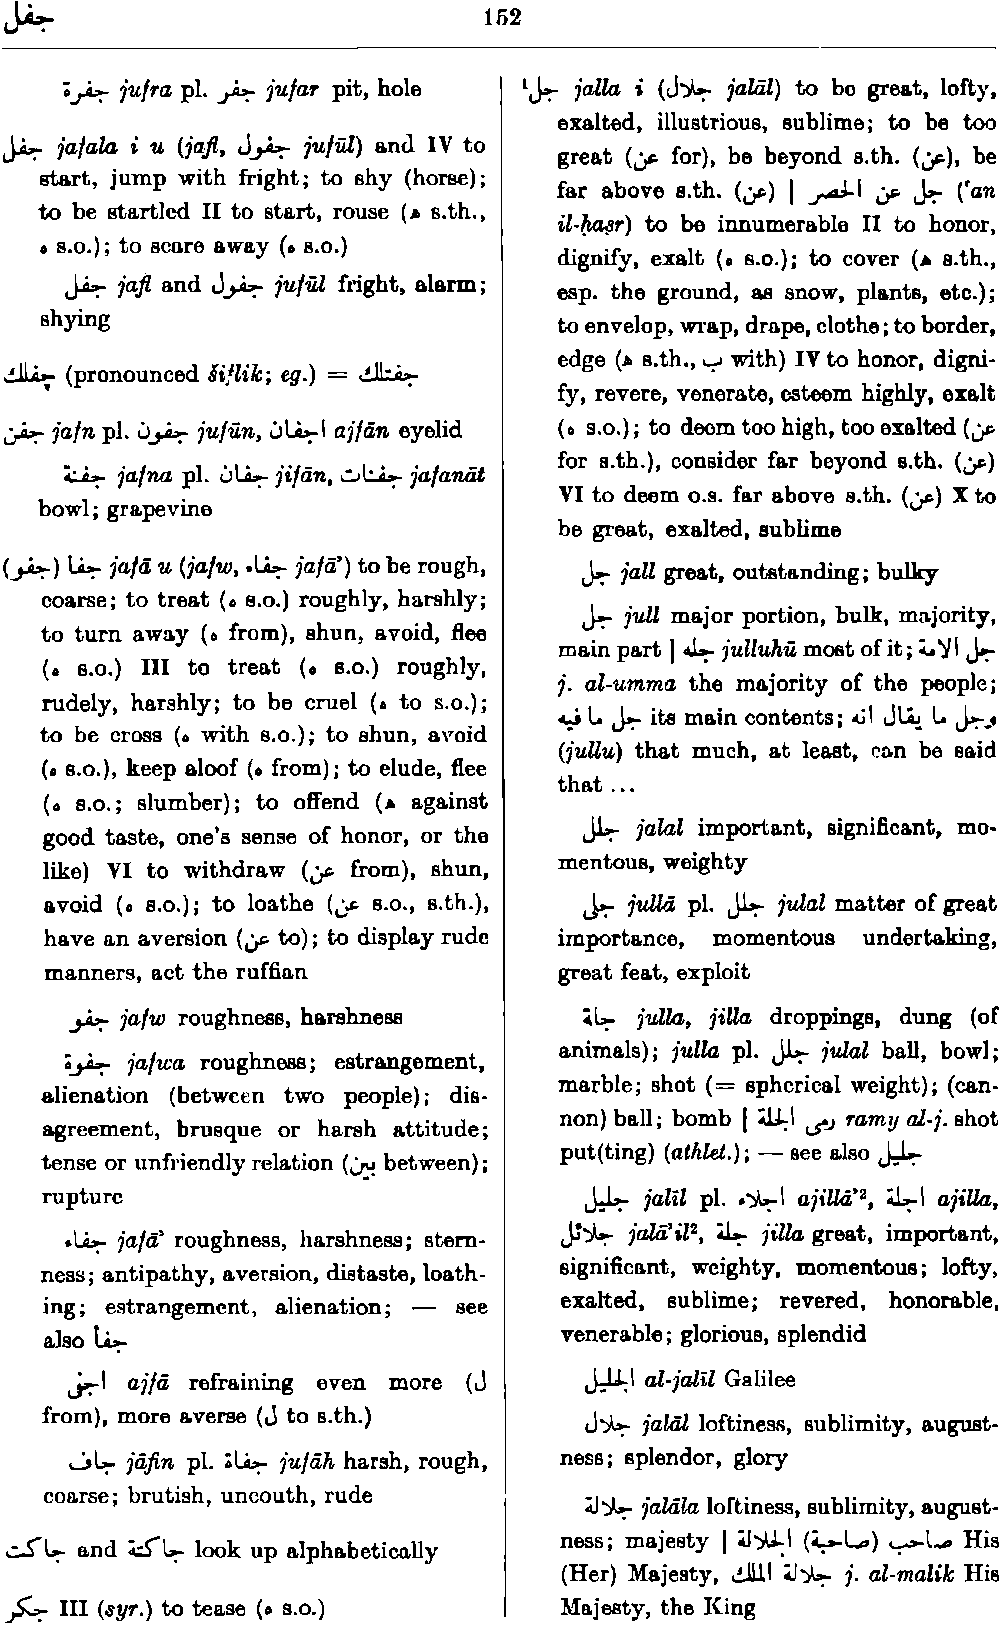 جفل
152
جفرة jufra pl. جفر jufar pit, hole
جفل jafala i u (jafl, جفول jufūl) and IV to
start, jump with fright; to shy (horse);
to be startled II to start, rouse (ه s.th.,
ه s.o.); to scare away (ه s.o.)
جفل jafl and جفول jufūl fright, alarm;
shying
چفلك (pronounced šiflik; eg.) = جفتلك
جفن jafn pl. جفون jufūn, اجفان ajfān eyelid
جفنة jafna pl. جفان jifān, جفنات jafanāt
bowl; grapevine
(جفو) جفا jafā u (jafw, جفاء jafā’) to be rough,
coarse; to treat (ه s.o.) roughly, harshly;
to turn away (ه from), shun, avoid, flee
(ه s.o.) III to treat (ه s.o.) roughly,
rudely, harshly; to be cruel (ه to s.o.);
to be cross (ه with s.o.); to shun, avoid
(ه s.o.), keep aloof (ه from); to elude, flee
(ه s.o.; slumber); to offend (ه against
good taste, one's sense of honor, or the
like) VI to withdraw (عن from), shun,
avoid (ه s.o.); to loathe (عن s.o., s.th.),
have an aversion (عن to); to display rude
manners, act the ruffian
جفو jafw roughness, harshness
جفوة jafwa roughness; estrangement,
alienation (between two people); dis-
agreement, brusque or harsh attitude;
tense or unfriendly relation (بين between);
rupture
جفاء jafā’ roughness, harshness; stern-
ness; antipathy, aversion, distaste, loath-
ing; estrangement, alienation; — see
also جفأ
اجفى ajfā refraining even more (ل
from), more averse (ل to s.th.)
جاف jāfin pl. جفاة jufāh harsh, rough,
coarse; brutish, uncouth, rude
جاكت and جاكتة look up alphabetically
جكر III (syr.) to tease (ه s.o.)
¹جل jalla i (جلال jalāl) to be great, lofty,
exalted, illustrious, sublime; to be too
great (عن for), be beyond s.th. (عن), be
far above s.th. (عن) | جل عن الحصر (‘an
il-ḥaṣr) to be innumerable II to honor,
dignify, exalt (ه s.o.); to cover (ه s.th.,
esp. the ground, as snow, plants, etc.);
to envelop, wrap, drape, clothe; to border,
edge (ه s.th., ب with) IV to honor, digni-
fy, revere, venerate, esteem highly, exalt
(ه s.o.); to deem too high, too exalted (عن
for s.th.), consider far beyond s.th. (عن)
VI to deem o.s. far above s.th. (عن) X to
be great, exalted, sublime
جل jall great, outstanding; bulky
جل jull major portion, bulk, majority,
main part | جله julluhū most of it; جل الامة
j. al-umma the majority of the people;
جل ما فيه its main contents; وجل ما يقال انه
(jullu) that much, at least, can be said
that ...
جلل jalal important, significant, mo-
mentous, weighty
جلى jullā pl. جلل julal matter of great
importance, momentous undertaking,
great feat, exploit
جلة julla, jilla droppings, dung (of
animals); julla pl. جلل julal ball, bowl;
marble; shot (= spherical weight); (can-
non) ball; bomb | رمى الجلة ramy al-j. shot
put(ting) (athlet.); — see also جليل
جليل jalīl pl. اجلاء ajillā’², اجلة ajilla,
جلائل jalā’il², جلة jilla great, important,
significant, weighty, momentous; lofty,
exalted, sublime; revered, honorable,
venerable; glorious, splendid
الجليل al-jalīl Galilee
جلال jalāl loftiness, sublimity, august-
ness; splendor, glory
جلالة jalāla loftiness, sublimity, august-
ness; majesty | صاحب (صاحبة) الجلالة His
(Her) Majesty, جلالة الملك j. al-malik His
Majesty, the King